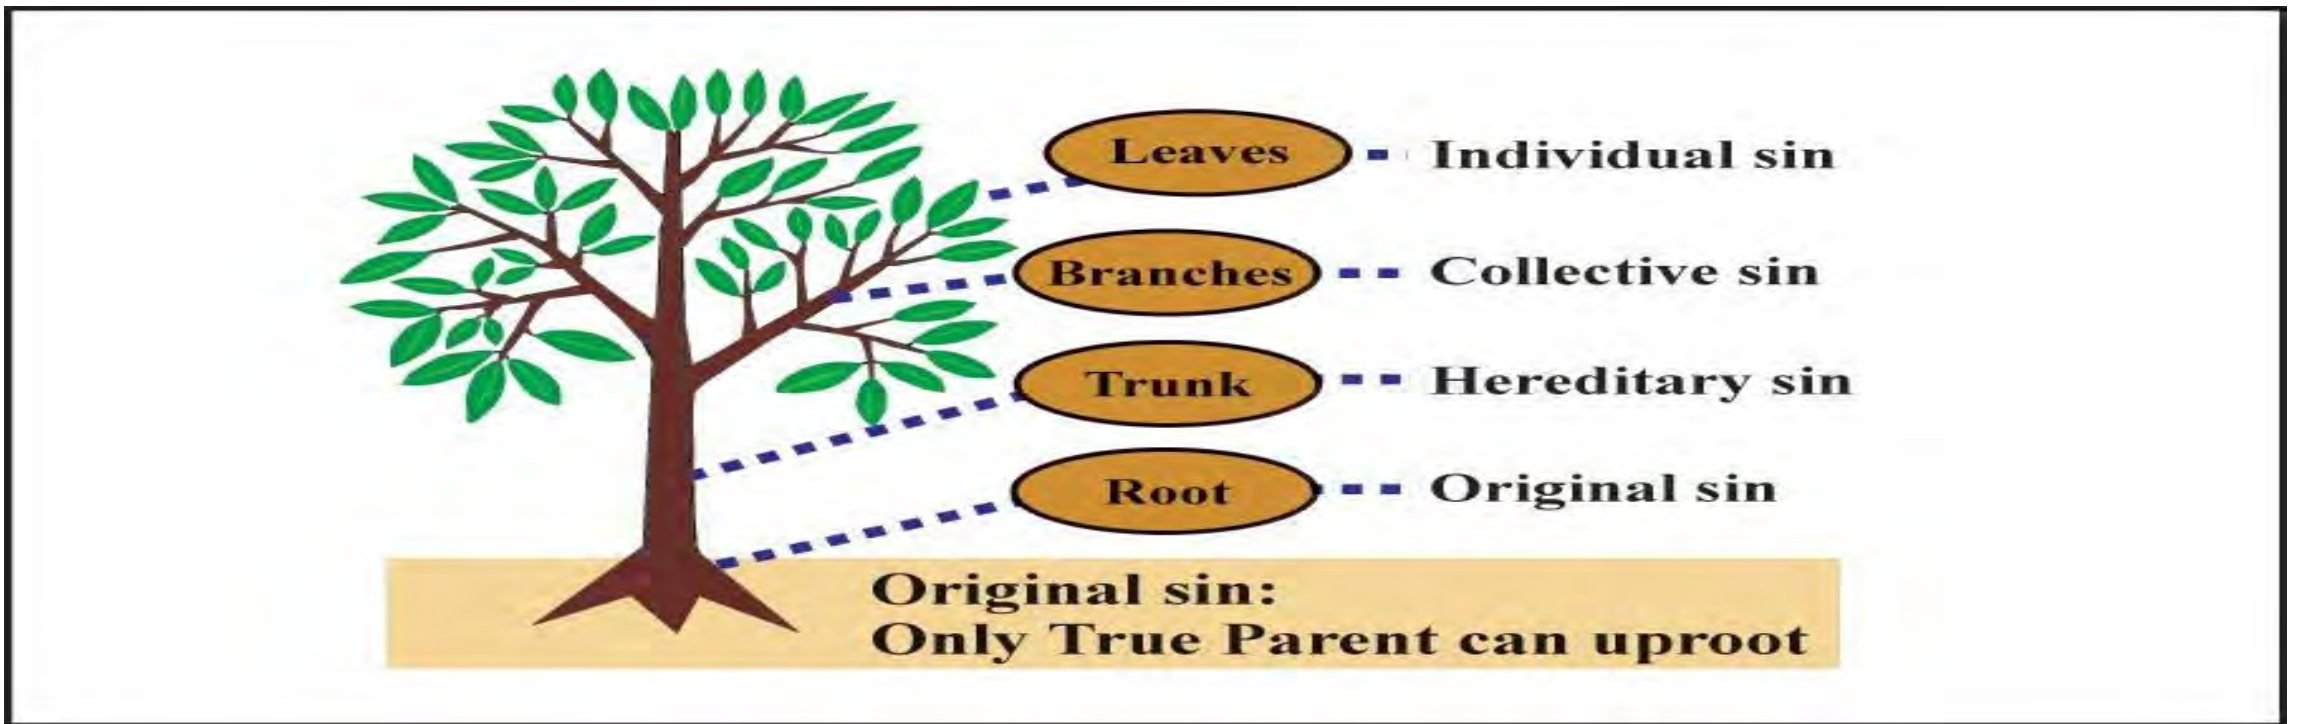 Leaves Individual sin
Branches Collective sin
Trunk Hereditary sin
Root Original sin
Original sin:
Only True Parent can uproot